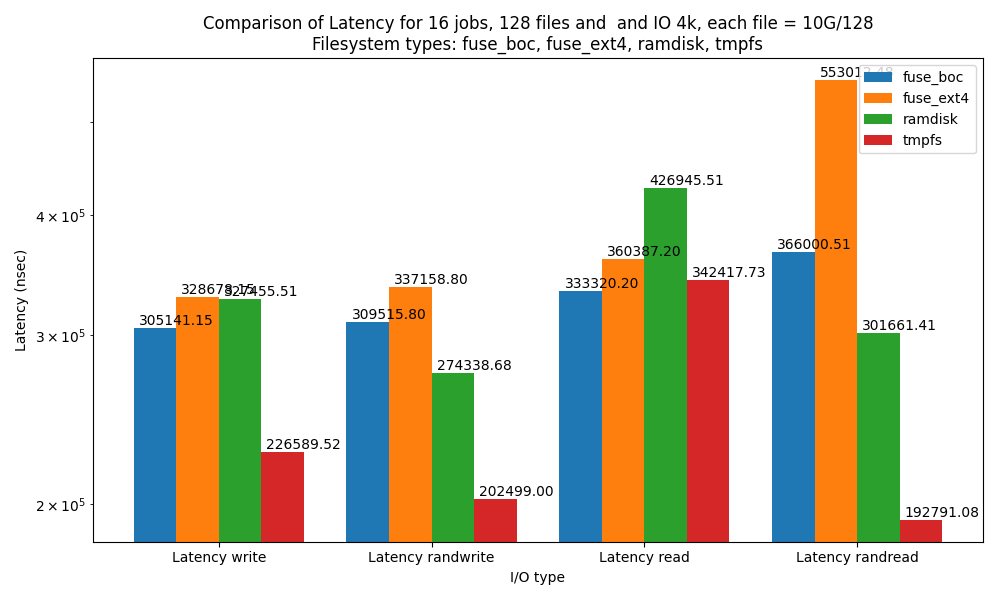 Comparison of Latency for 16 jobs, 128 files and  and IO 4k, each file = 10G/128
Filesystem types: fuse_boc, fuse_ext4, ramdisk, tmpfs
fuse_boc
fuse_ext4
ramdisk
tmpfs
Latency (nsec)
4 × 10⁵
3 × 10⁵
2 × 10⁵
305141.15
327455.51
226589.52
309515.80
337158.80
274338.68
202499.00
333320.20
360387.20
426945.51
342417.73
366000.51
301661.41
192791.08
Latency write
Latency randwrite
Latency read
Latency randread
I/O type